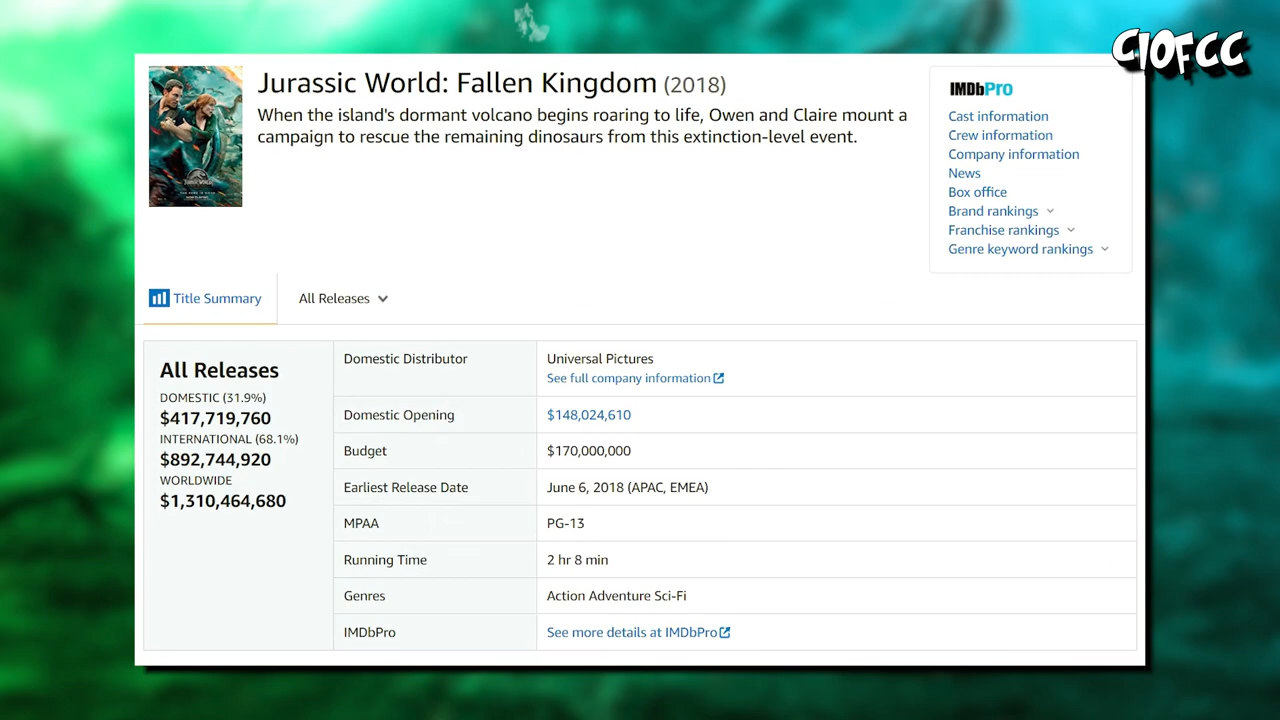 CIOFCC
Jurassic World: Fallen Kingdom (2018)
When the island's dormant volcano begins roaring to life, Owen and Claire mount a
campaign to rescue the remaining dinosaurs from this extinction-level event.
JURASSIC WORLD
IMDbPro
Cast information
Crew information
Company information
News
Box office
Brand rankings
Franchise rankings
Genre keyword rankings
Title Summary
All Releases
All Releases
DOMESTIC (31.9%)
$417,719,760
INTERNATIONAL (68.1%)
$892,744,920
WORLDWIDE
$1,310,464,680
Domestic Distributor
Universal Pictures
See full company information
Domestic Opening
$148,024,610
Budget
$170,000,000
Earliest Release Date
June 6, 2018 (APAC, EMEA)
MPAA
PG-13
Running Time
2 hr 8 min
Genres
Action Adventure Sci-Fi
IMDbPro
See more details at IMDbPro